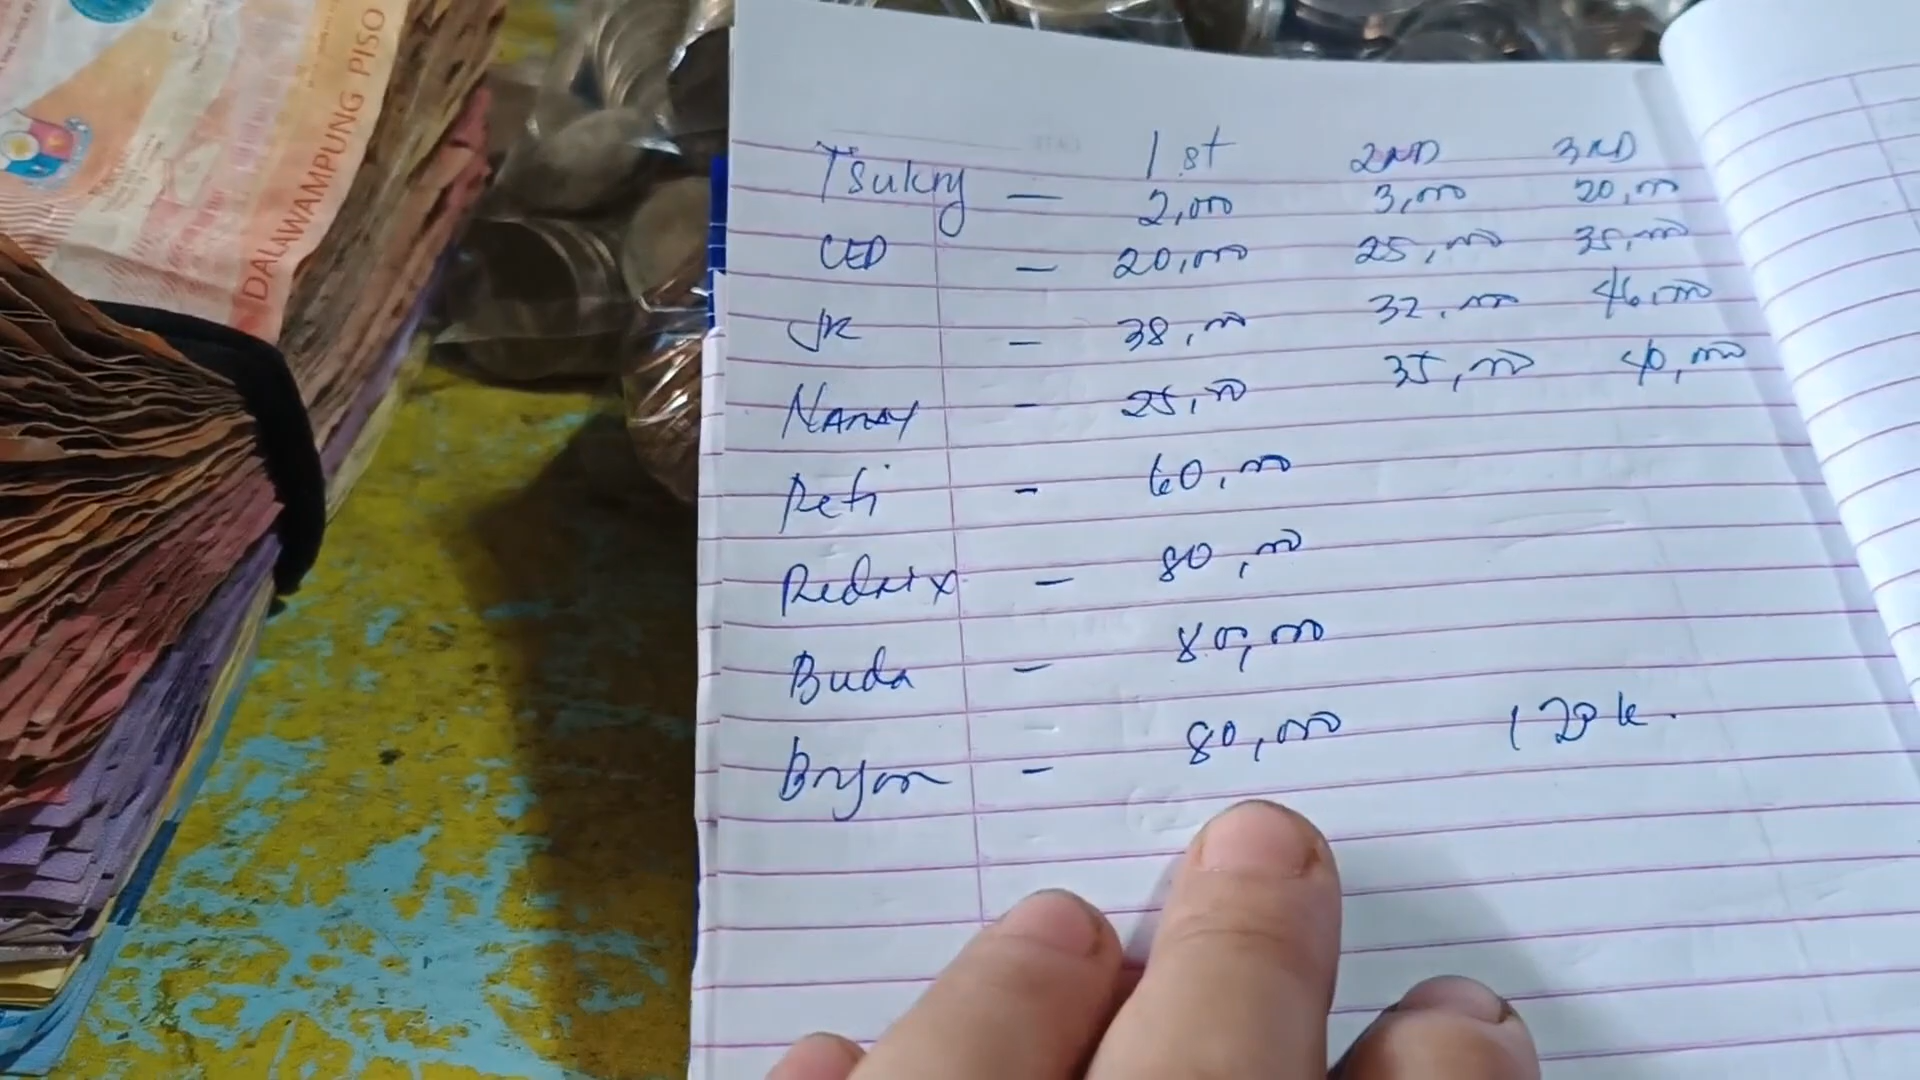 DALAWAMPUNG PISO
1st 2ND 3RD
Tsukry — 2,000 3,000 20,000
CED — 20,000 25,000 35,000
JR — 38,000 32,000 46,000
NANAY — 25,000 35,000 40,000
Refi — 60,000
Redrix — 80,000
Buda — 80,000
Bryan — 80,000 120k.